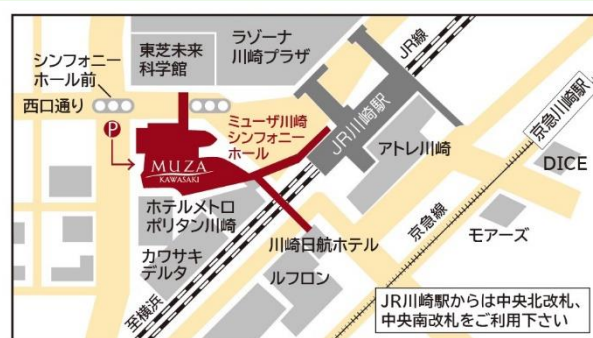 シンフォニー
ホール前
東芝未来
科学館
ラゾーナ
川崎プラザ
JR線
西口通り
P
ミューザ川崎
シンフォニー
ホール
JR川崎駅
京急川崎駅
アトレ川崎
DICE
MUZA
KAWASAKI
ホテルメトロ
ポリタン川崎
川崎日航ホテル
京急線
モアーズ
カワサキ
デルタ
ルフロン
至横浜
JR川崎駅からは中央北改札、
中央南改札をご利用下さい